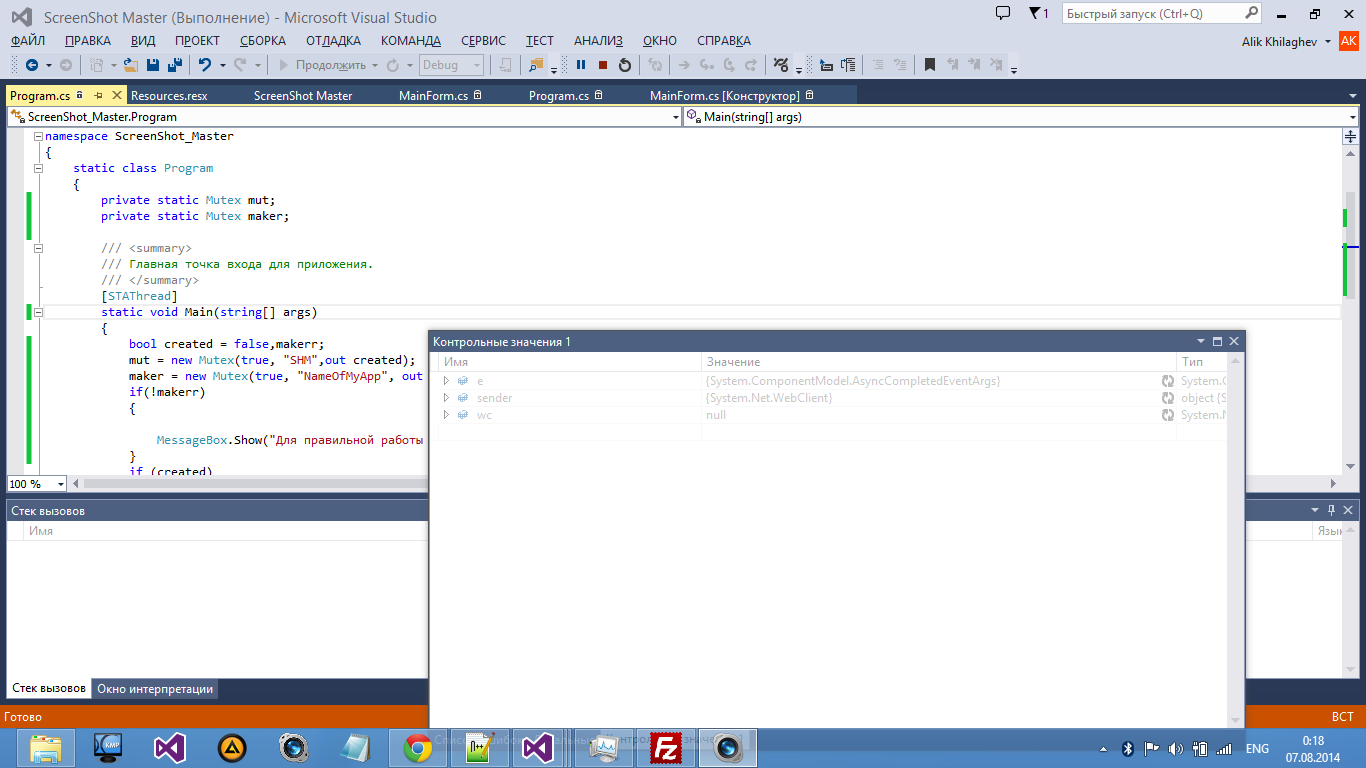 ScreenShot Master (Выполнение) - Microsoft Visual Studio
1
Быстрый запуск (Ctrl+Q)
ФАЙЛ ПРАВКА ВИД ПРОЕКТ СБОРКА ОТЛАДКА КОМАНДА СЕРВИС ТЕСТ АНАЛИЗ ОКНО СПРАВКА
Alik Khilaghev AK
Продолжить Debug
Program.cs Resources.resx ScreenShot Master MainForm.cs Program.cs MainForm.cs [Конструктор]
ScreenShot_Master.Program Main(string[] args)
namespace ScreenShot_Master
{
static class Program
{
private static Mutex mut;
private static Mutex maker;
/// <summary>
/// Главная точка входа для приложения.
/// </summary>
[STAThread]
static void Main(string[] args)
{
bool created = false,makerr;
mut = new Mutex(true, "SHM",out created);
maker = new Mutex(true, "NameOfMyApp", out
if(!makerr)
{
MessageBox.Show("Для правильной работы
}
if (created)
100 %
Контрольные значения 1
Имя Значение Тип
e {System.ComponentModel.AsyncCompletedEventArgs} System.C
sender {System.Net.WebClient} object {S
wc null System.N
Стек вызовов
Имя Язык
Стек вызовов Окно интерпретации
Готово ВСТ
KMP П++ Fz
ENG
0:18
07.08.2014